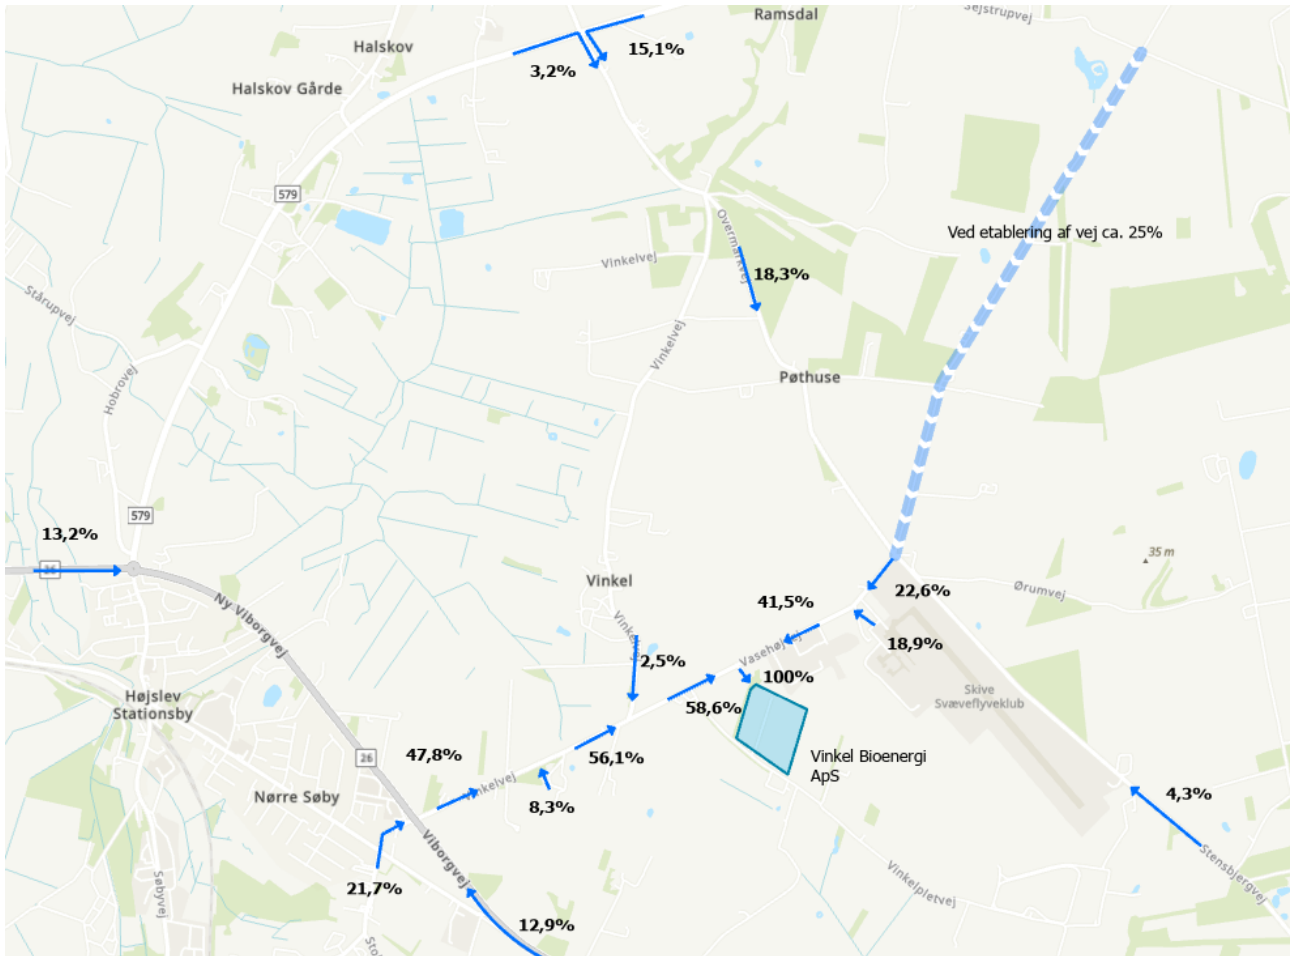 Ramsdal
Sejstrupvej
Halskov
15,1%
3,2%
Halskov Gårde
579
Overmarkvej
Ved etablering af vej ca. 25%
Vinkelvej
18,3%
Stårupvej
Vinkelvej
Pøthuse
Hobrovej
579
13,2%
26
35 m
Vinkel
22,6%
Ørumvej
41,5%
Ny Viborgvej
Vinkelvej
18,9%
Vasehøjvej
2,5%
100%
Skive
Svæveflyveklub
Højslev
Stationsby
58,6%
47,8%
26
56,1%
Vinkel Bioenergi
ApS
Vinkelvej
Nørre Søby
8,3%
4,3%
Viborgvej
Stensbjergvej
Søbyvej
21,7%
Vinkelpletvej
12,9%